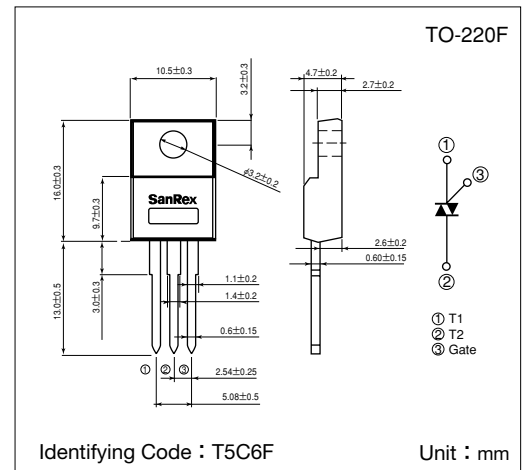 TO-220F
10.5±0.3
3.2±0.3
4.7±0.2
2.7±0.2
16.0±0.3
9.7±0.3
φ3.2±0.2
SanRex
①
③
②
2.6±0.2
0.60±0.15
13.0±0.5
3.0±0.3
1.1±0.2
1.4±0.2
0.6±0.15
① ② ③
2.54±0.25
5.08±0.5
① T1
② T2
③ Gate
Identifying Code：T5C6F
Unit：mm